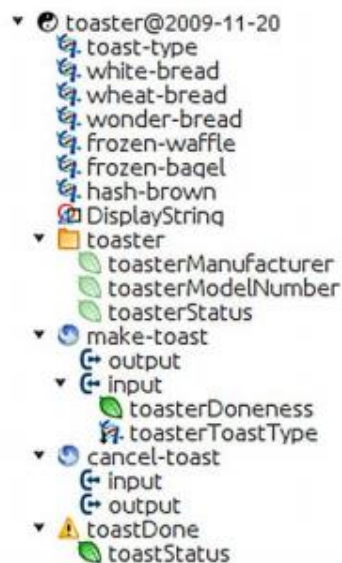 toaster@2009-11-20
toast-type
white-bread
wheat-bread
wonder-bread
frozen-waffle
frozen-bagel
hash-brown
DisplayString
toaster
toasterManufacturer
toasterModelNumber
toasterStatus
make-toast
output
input
toasterDoneness
toasterToastType
cancel-toast
input
output
toastDone
toastStatus